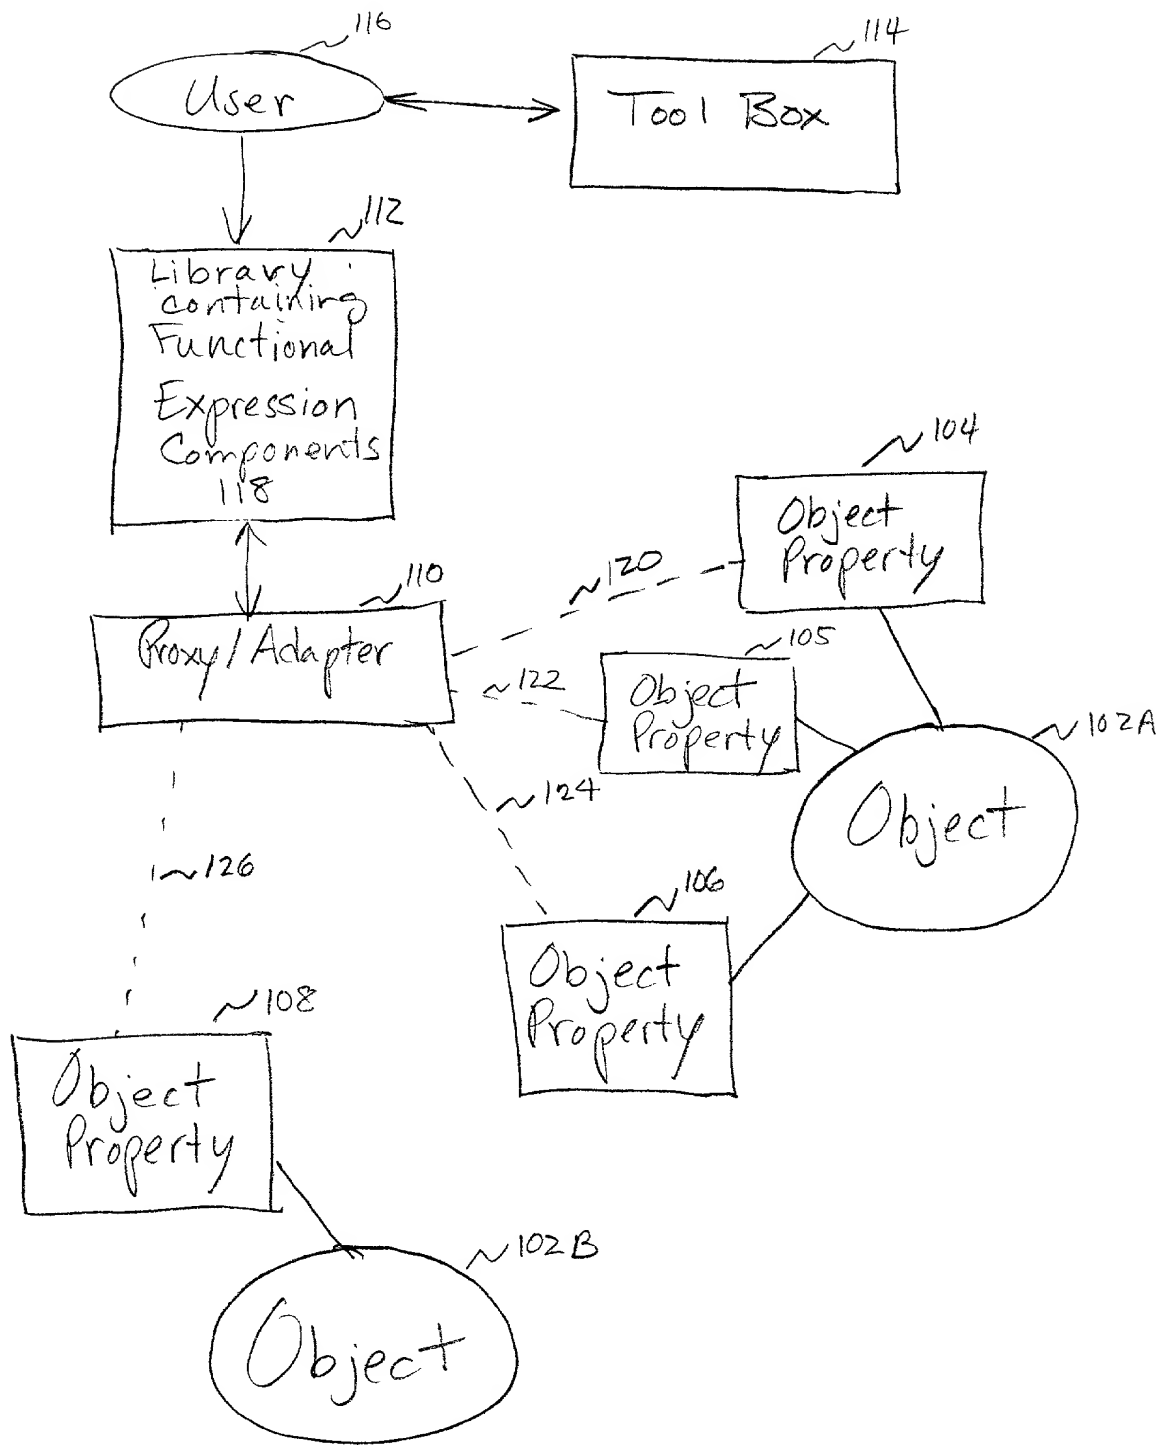 116
User
114
Tool Box
112
Library
containing
Functional
Expression
Components
118
104
Object
Property
110
Proxy/Adapter
120
105
Object
Property
122
102A
Object
124
126
106
Object
Property
108
Object
Property
102B
Object